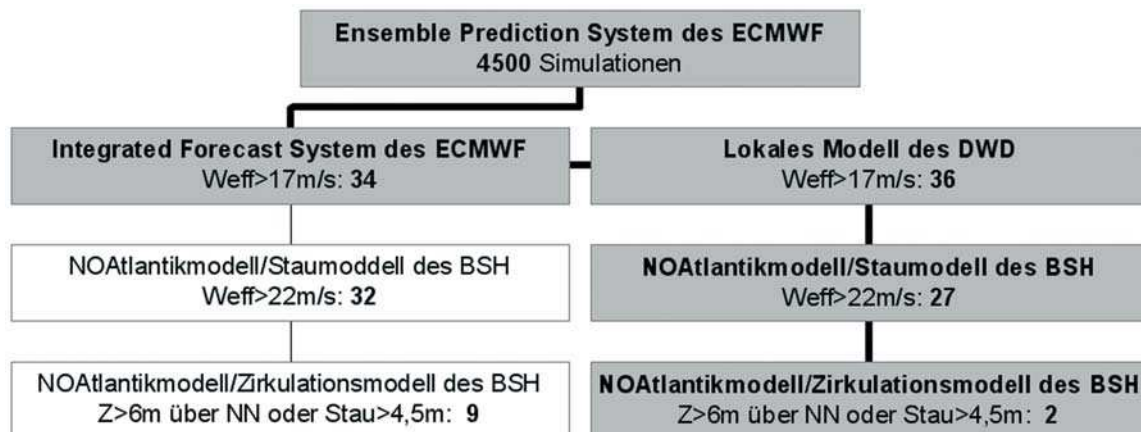 Ensemble Prediction System des ECMWF
4500 Simulationen
Integrated Forecast System des ECMWF
Weff>17m/s: 34
Lokales Modell des DWD
Weff>17m/s: 36
NOAtlantikmodell/Staumoddell des BSH
Weff>22m/s: 32
NOAtlantikmodell/Staumodell des BSH
Weff>22m/s: 27
NOAtlantikmodell/Zirkulationsmodell des BSH
Z>6m über NN oder Stau>4,5m: 9
NOAtlantikmodell/Zirkulationsmodell des BSH
Z>6m über NN oder Stau>4,5m: 2